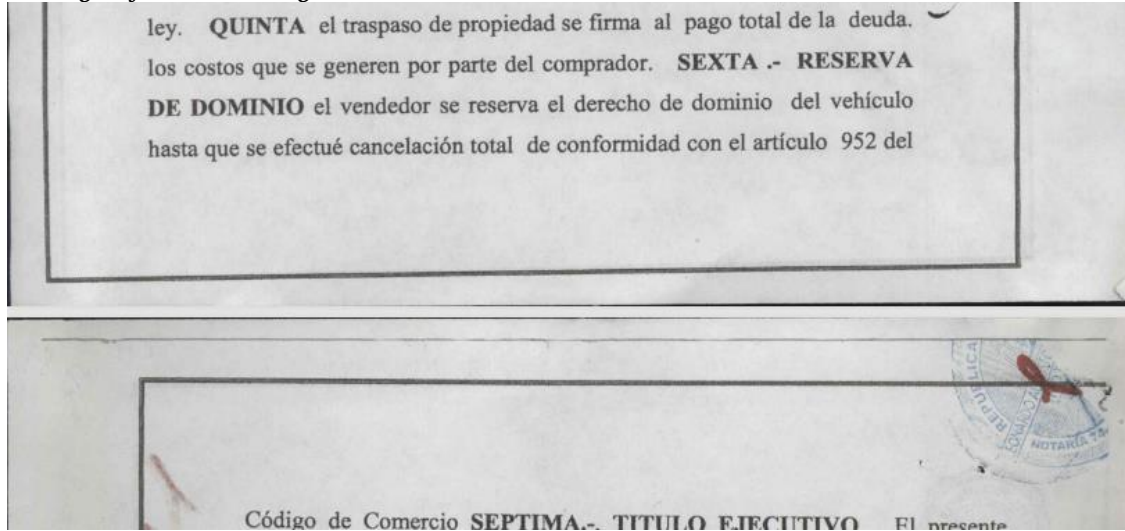 ley. QUINTA el traspaso de propiedad se firma al pago total de la deuda.
los costos que se generen por parte del comprador. SEXTA .- RESERVA
DE DOMINIO el vendedor se reserva el derecho de dominio del vehículo
hasta que se efectué cancelación total de conformidad con el artículo 952 del
REPUBLICA
NOTARIA 74
Código de Comercio SEPTIMA.-. TITULO EJECUTIVO El presente